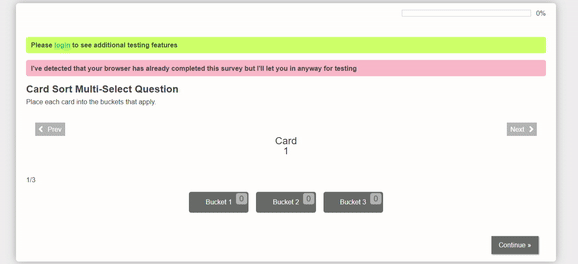 0%
Please login to see additional testing features
I've detected that your browser has already completed this survey but I'll let you in anyway for testing
Card Sort Multi-Select Question
Place each card into the buckets that apply.
Prev
Next
Card
1
1/3
Bucket 1 0 Bucket 2 0 Bucket 3 0
Continue »